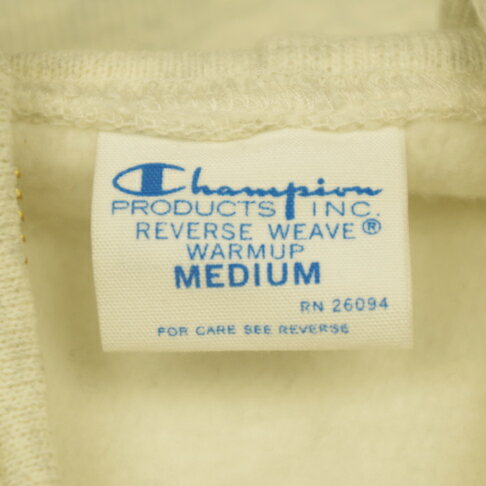 Champion
PRODUCTS INC.
REVERSE WEAVE®
WARMUP
MEDIUM
RN 26094
FOR CARE SEE REVERSE